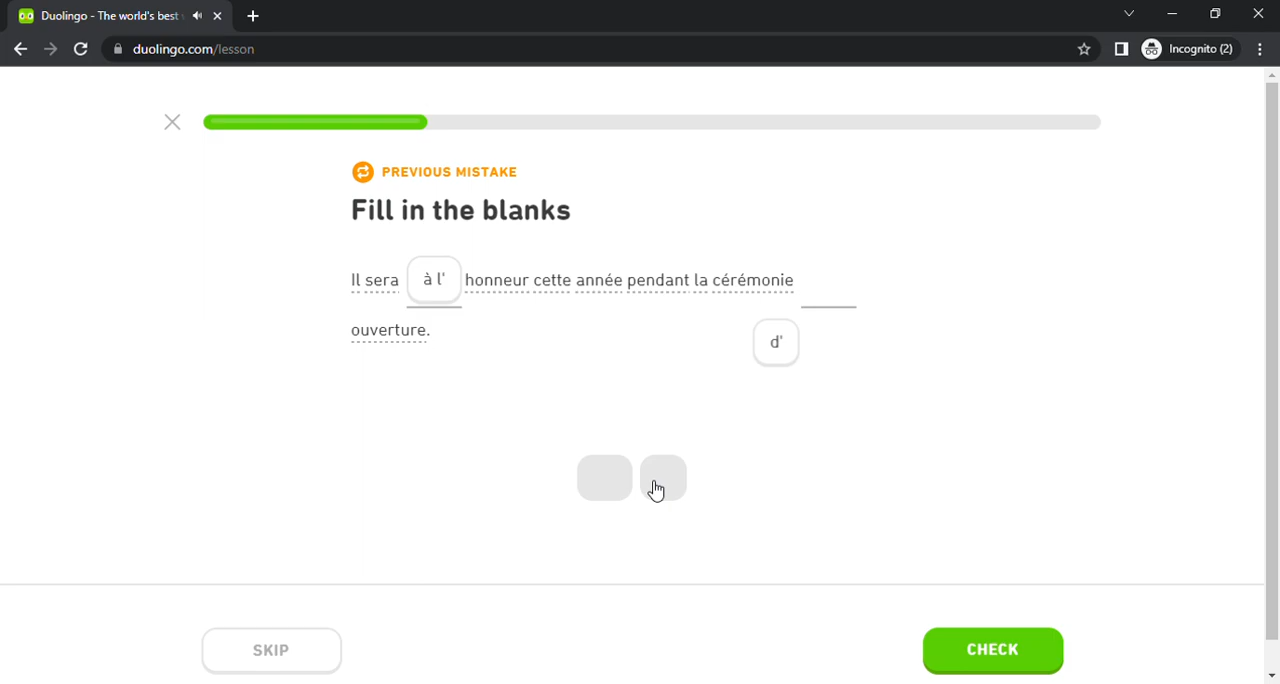 Duolingo - The world's best
duolingo.com/lesson
Incognito (2)
PREVIOUS MISTAKE
Fill in the blanks
Il sera à l' honneur cette année pendant la cérémonie
ouverture.
d'
SKIP
CHECK